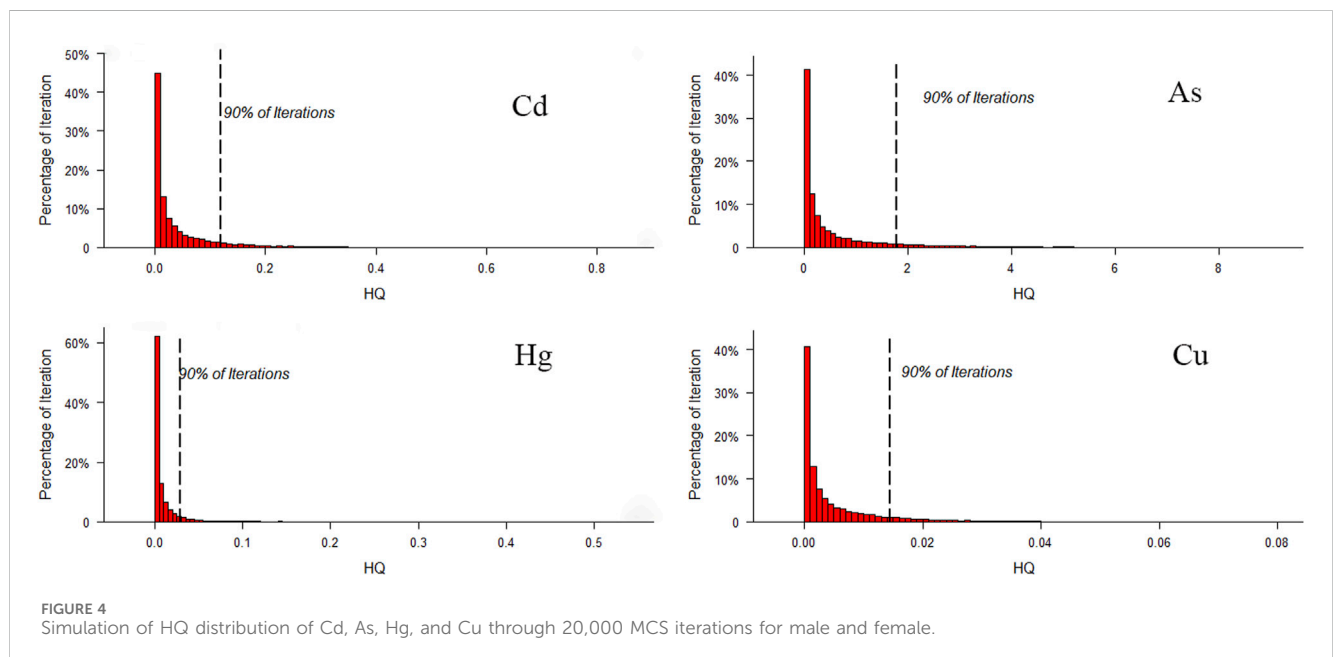 50%
40%
30%
20%
10%
0
Percentage of Iteration
90% of Iterations
Cd
0.0 0.2 0.4 0.6 0.8
HQ
40%
30%
20%
10%
0
Percentage of Iteration
90% of Iterations
As
0 2 4 6 8
HQ
60%
40%
20%
0
Percentage of Iteration
90% of Iterations
Hg
0.0 0.1 0.2 0.3 0.4 0.5
HQ
40%
30%
20%
10%
0
Percentage of Iteration
90% of Iterations
Cu
0.00 0.02 0.04 0.06 0.08
HQ
FIGURE 4
Simulation of HQ distribution of Cd, As, Hg, and Cu through 20,000 MCS iterations for male and female.